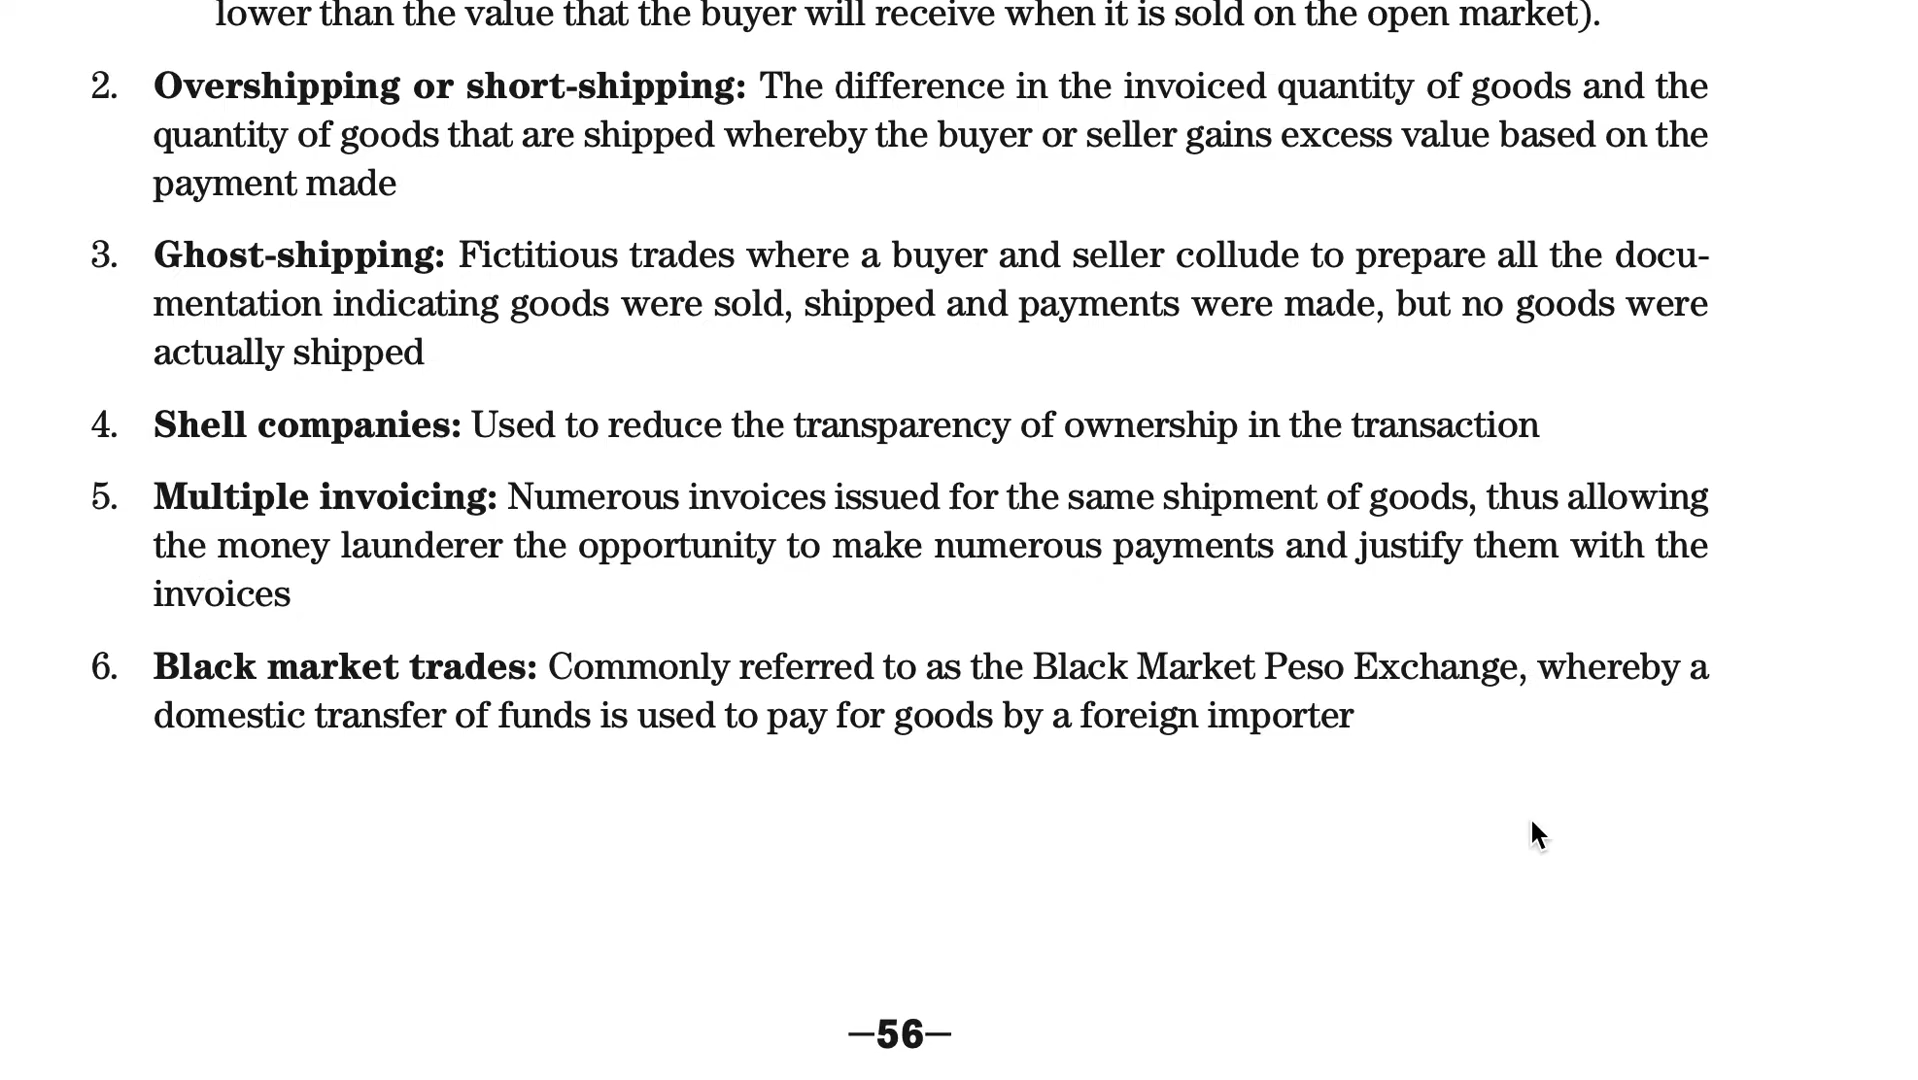 lower than the value that the buyer will receive when it is sold on the open market).
2. Overshipping or short-shipping: The difference in the invoiced quantity of goods and the
quantity of goods that are shipped whereby the buyer or seller gains excess value based on the
payment made
3. Ghost-shipping: Fictitious trades where a buyer and seller collude to prepare all the docu-
mentation indicating goods were sold, shipped and payments were made, but no goods were
actually shipped
4. Shell companies: Used to reduce the transparency of ownership in the transaction
5. Multiple invoicing: Numerous invoices issued for the same shipment of goods, thus allowing
the money launderer the opportunity to make numerous payments and justify them with the
invoices
6. Black market trades: Commonly referred to as the Black Market Peso Exchange, whereby a
domestic transfer of funds is used to pay for goods by a foreign importer
—56—